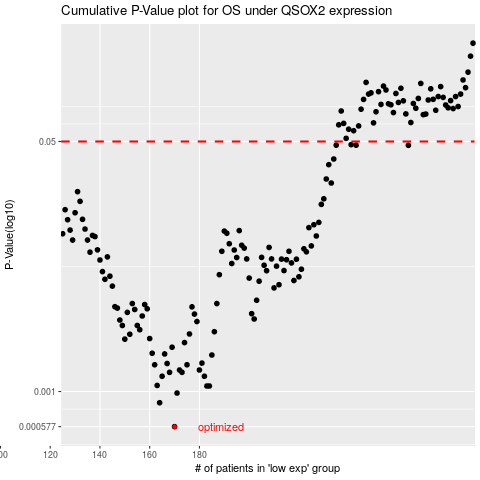 Cumulative P-Value plot for OS under QSOX2 expression
P-Value(log10)
0.05
0.001
0.000577
optimized
00
120
140
160
180
# of patients in 'low exp' group